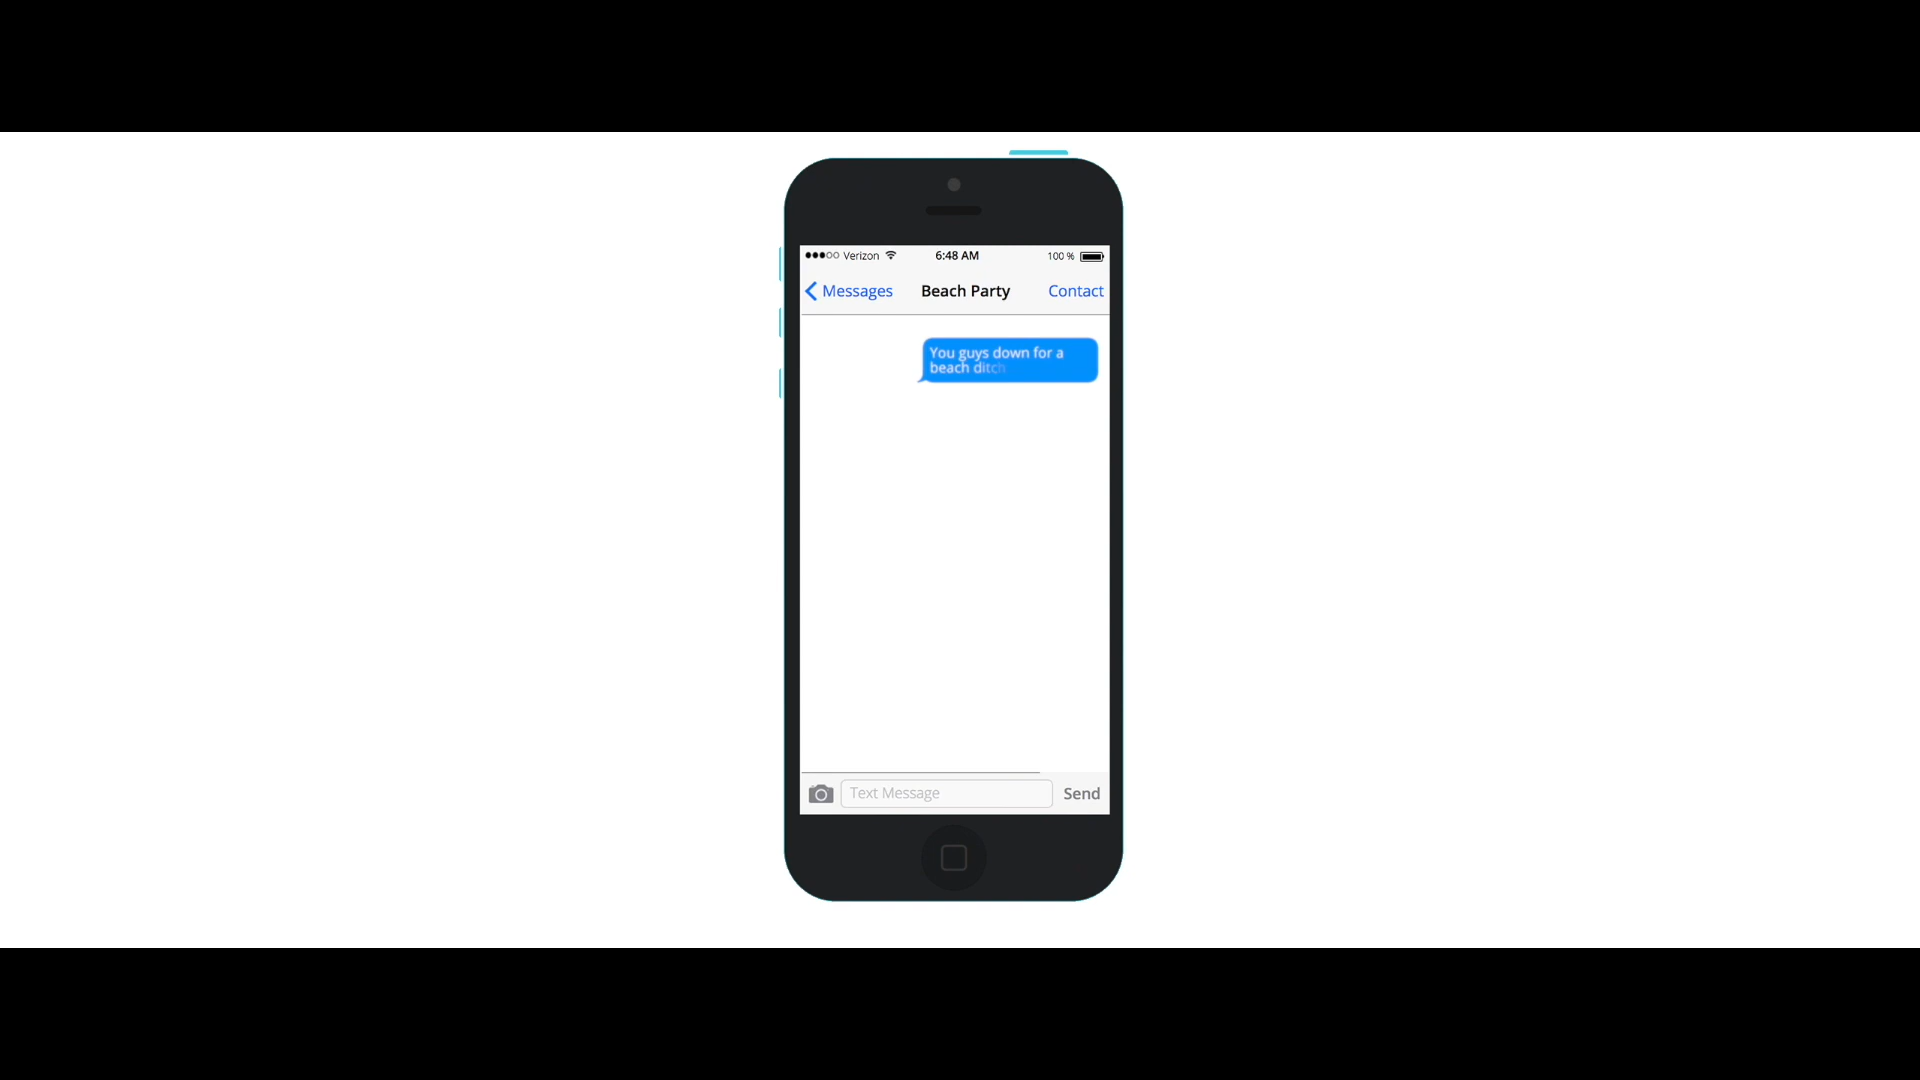 Verizon 6:48 AM 100 %
Messages Beach Party Contact
You guys down for a
beach ditch
Text Message Send